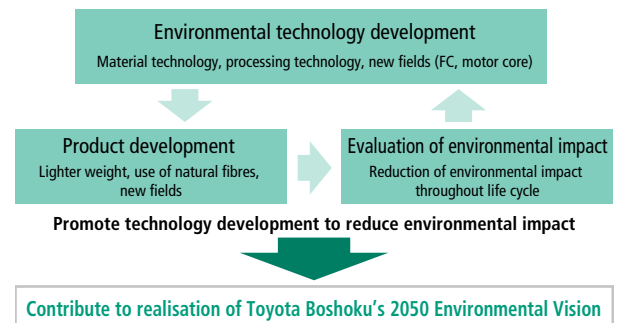 Environmental technology development
Material technology, processing technology, new fields (FC, motor core)
Product development
Lighter weight, use of natural fibres,
new fields
Evaluation of environmental impact
Reduction of environmental impact
throughout life cycle
Promote technology development to reduce environmental impact
Contribute to realisation of Toyota Boshoku's 2050 Environmental Vision